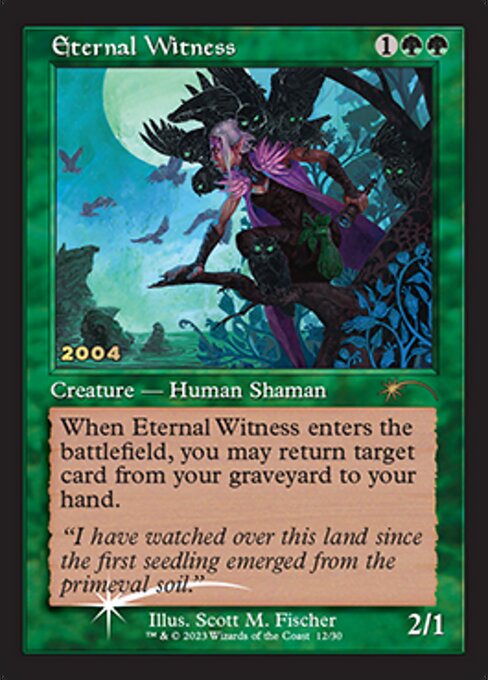 Eternal Witness 1
2004
Creature — Human Shaman
When Eternal Witness enters the
battlefield, you may return target
card from your graveyard to your
hand.
“I have watched over this land since
the first seedling emerged from the
primeval soil.”
Illus. Scott M. Fischer
™ & © 2023 Wizards of the Coast 12/30
2/1